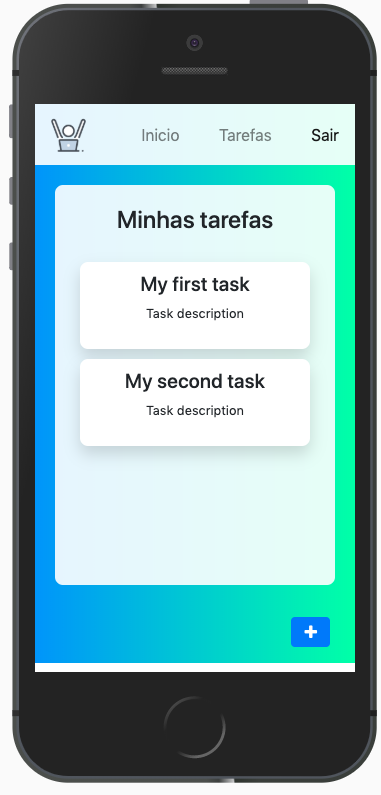 Inicio Tarefas Sair
Minhas tarefas
My first task
Task description
My second task
Task description
+